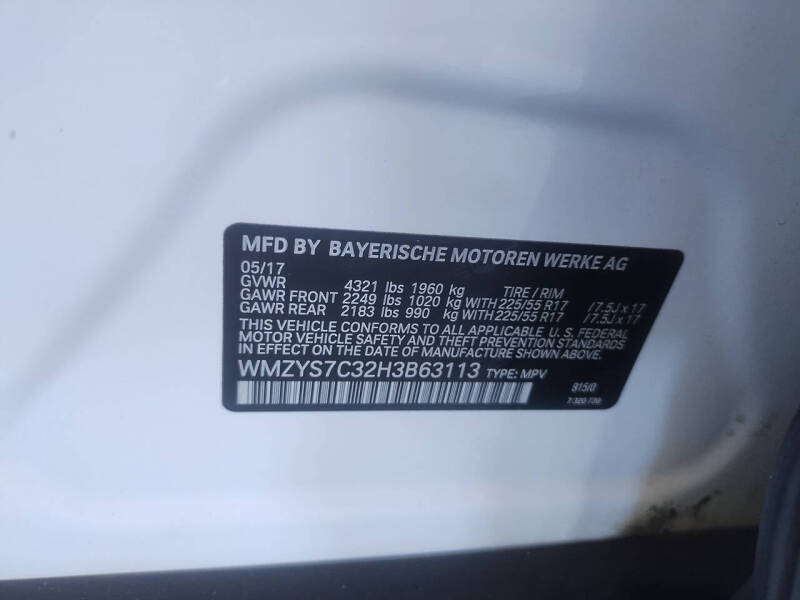 MFD BY BAYERISCHE MOTOREN WERKE AG
05/17
GVWR 4321 lbs 1960 kg TIRE / RIM
GAWR FRONT 2249 lbs 1020 kg WITH 225/55 R17 /7.5J x 17
GAWR REAR 2183 lbs 990 kg WITH 225/55 R17 /7.5J x 17
THIS VEHICLE CONFORMS TO ALL APPLICABLE U. S. FEDERAL
MOTOR VEHICLE SAFETY AND THEFT PREVENTION STANDARDS
IN EFFECT ON THE DATE OF MANUFACTURE SHOWN ABOVE.
WMZYS7C32H3B63113 TYPE: MPV